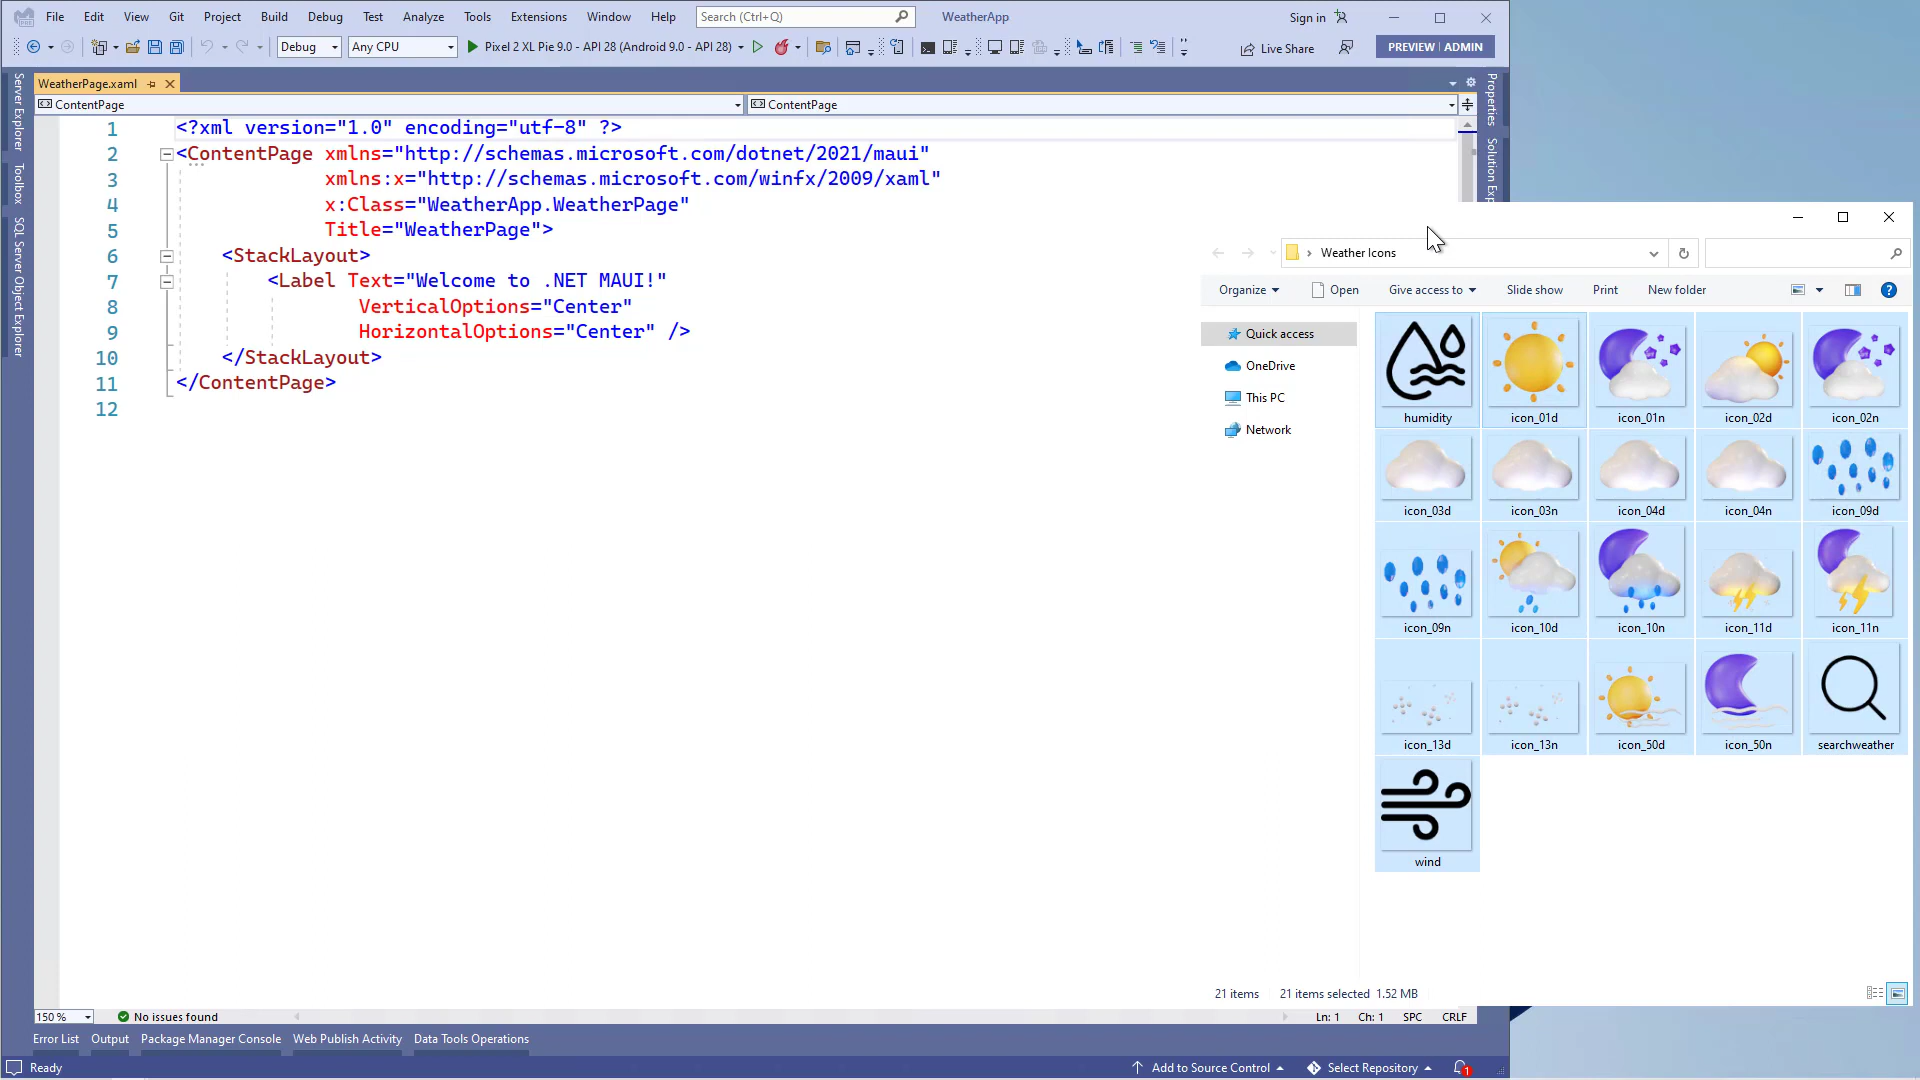 File Edit View Git Project Build Debug Test Analyze Tools Extensions Window Help Search (Ctrl+Q) WeatherApp Sign in
Debug Any CPU Pixel 2 XL Pie 9.0 - API 28 (Android 9.0 - API 28) Live Share PREVIEW ADMIN
WeatherPage.xaml
ContentPage ContentPage
Server Explorer
Toolbox
SQL Server Object Explorer
Properties
Solution Exp
1 <?xml version="1.0" encoding="utf-8" ?>
2 <ContentPage xmlns="http://schemas.microsoft.com/dotnet/2021/maui"
3 xmlns:x="http://schemas.microsoft.com/winfx/2009/xaml"
4 x:Class="WeatherApp.WeatherPage"
5 Title="WeatherPage">
6 <StackLayout>
7 <Label Text="Welcome to .NET MAUI!"
8 VerticalOptions="Center"
9 HorizontalOptions="Center" />
10 </StackLayout>
11 </ContentPage>
12
Weather Icons
Organize Open Give access to Slide show Print New folder
Quick access
OneDrive
This PC
Network
humidity icon_01d icon_01n icon_02d icon_02n
icon_03d icon_03n icon_04d icon_04n icon_09d
icon_09n icon_10d icon_10n icon_11d icon_11n
icon_13d icon_13n icon_50d icon_50n searchweather
wind
21 items 21 items selected 1.52 MB
150 % No issues found Ln: 1 Ch: 1 SPC CRLF
Error List Output Package Manager Console Web Publish Activity Data Tools Operations
Ready Add to Source Control Select Repository 1